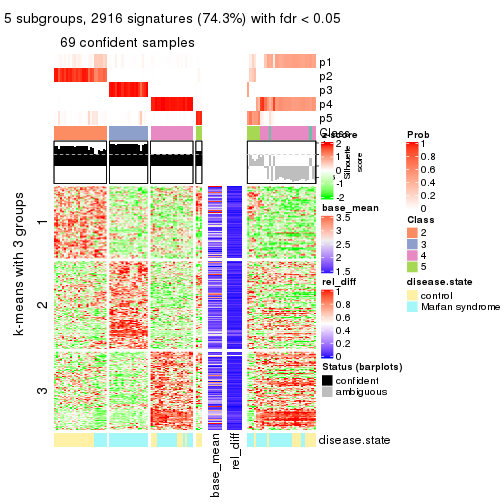 5 subgroups, 2916 signatures (74.3%) with fdr < 0.05
69 confident samples
p1
p2
p3
p4
p5
Class
z-score
2
1
0
-1
-2
Silhouette
score
Prob
1
0.8
0.6
0.4
0.2
0
base_mean
3.5
3
2.5
2
1.5
Class
2
3
4
5
rel_diff
1
0.8
0.6
0.4
0.2
0
disease.state
control
Marfan syndrome
Status (barplots)
confident
ambiguous
k-means with 3 groups
1
2
3
disease.state
base_mean
rel_diff